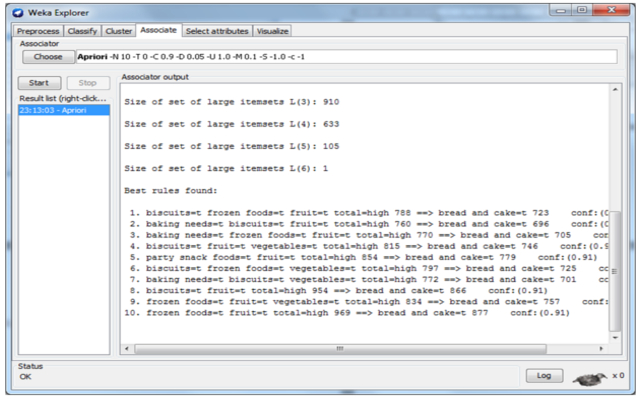 Weka Explorer
Preprocess Classify Cluster Associate Select attributes Visualize
Associator
Choose Apriori -N 10 -T 0 -C 0.9 -D 0.05 -U 1.0 -M 0.1 -S -1.0 -c -1
Start Stop
Result list (right-click...
23:13:03 - Apriori
Associator output
Size of set of large itemsets L(3): 910
Size of set of large itemsets L(4): 633
Size of set of large itemsets L(5): 105
Size of set of large itemsets L(6): 1
Best rules found:
1. biscuits=t frozen foods=t fruit=t total=high 788 ==> bread and cake=t 723 conf:(0
2. baking needs=t biscuits=t fruit=t total=high 760 ==> bread and cake=t 696 conf:(0
3. baking needs=t frozen foods=t fruit=t total=high 770 ==> bread and cake=t 705 con
4. biscuits=t fruit=t vegetables=t total=high 815 ==> bread and cake=t 746 conf:(0.9
5. party snack foods=t fruit=t total=high 854 ==> bread and cake=t 779 conf:(0.91)
6. biscuits=t frozen foods=t vegetables=t total=high 797 ==> bread and cake=t 725 co
7. baking needs=t biscuits=t vegetables=t total=high 772 ==> bread and cake=t 701 co
8. biscuits=t fruit=t total=high 954 ==> bread and cake=t 866 conf:(0.91)
9. frozen foods=t fruit=t vegetables=t total=high 834 ==> bread and cake=t 757 conf:
10. frozen foods=t fruit=t total=high 969 ==> bread and cake=t 877 conf:(0.91)
Status
OK
Log x 0